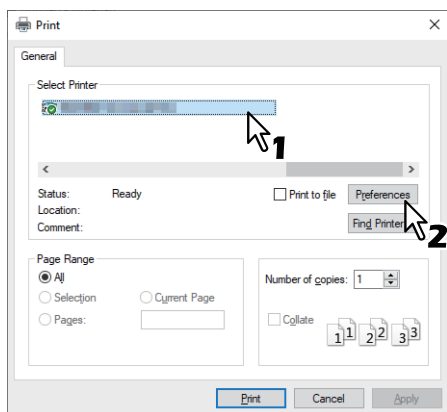 Print
General
Select Printer
1
Status: Ready
Print to file
Preferences
Location:
Comment:
Find Printer
2
Page Range
All
Selection
Current Page
Pages:
Number of copies: 1
Collate
1 1 2 2 3 3
Print
Cancel
Apply